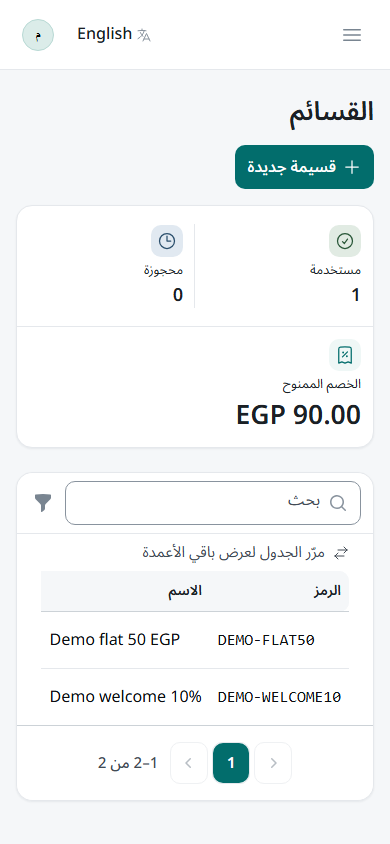 م English
القسائم
قسيمة جديدة
مستخدمة
1
محجوزة
0
الخصم الممنوح
EGP 90.00
بحث
مرّر الجدول لعرض باقي الأعمدة
الرمز الاسم
DEMO-FLAT50 Demo flat 50 EGP
DEMO-WELCOME10 Demo welcome 10%
1 1–2 من 2